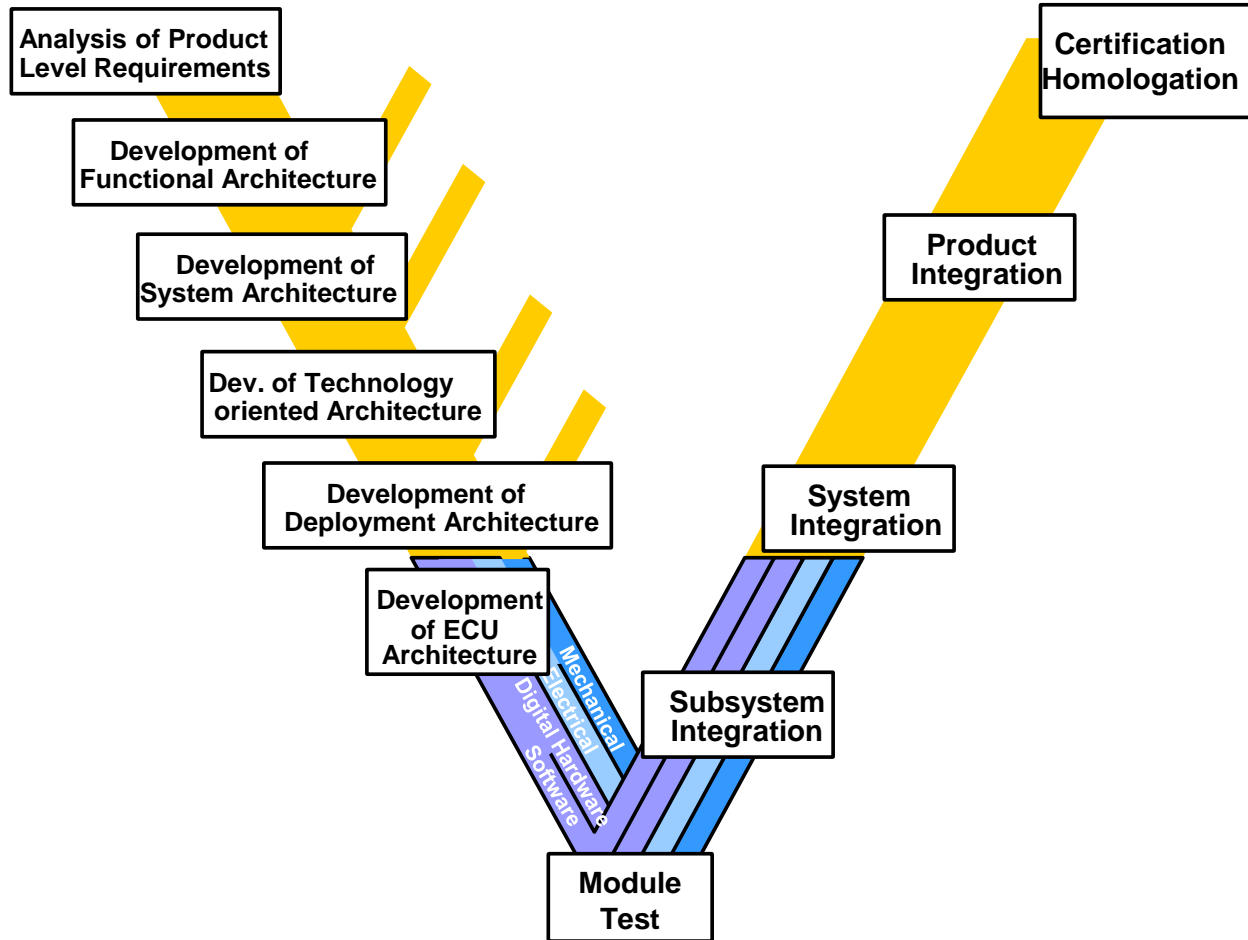 Analysis of Product
Level Requirements
Development of
Functional Architecture
Development of
System Architecture
Dev. of Technology
oriented Architecture
Development of
Deployment Architecture
Development
of ECU
Architecture
Mechanical
Electrical
Digital Hardware
Software
Module
Test
Subsystem
Integration
System
Integration
Product
Integration
Certification
Homologation